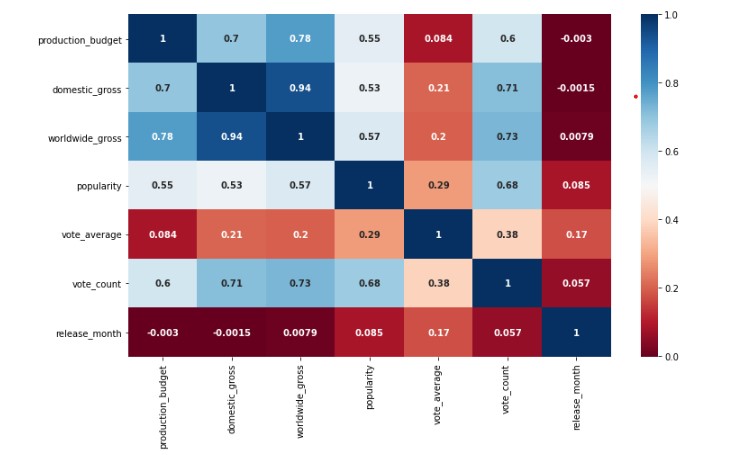 production_budget 1 0.7 0.78 0.55 0.084 0.6 -0.003
domestic_gross 0.7 1 0.94 0.53 0.21 0.71 -0.0015
worldwide_gross 0.78 0.94 1 0.57 0.2 0.73 0.0079
popularity 0.55 0.53 0.57 1 0.29 0.68 0.085
vote_average 0.084 0.21 0.2 0.29 1 0.38 0.17
vote_count 0.6 0.71 0.73 0.68 0.38 1 0.057
release_month -0.003 -0.0015 0.0079 0.085 0.17 0.057 1
production_budget
domestic_gross
worldwide_gross
popularity
vote_average
vote_count
release_month
1.0
0.8
0.6
0.4
0.2
0.0